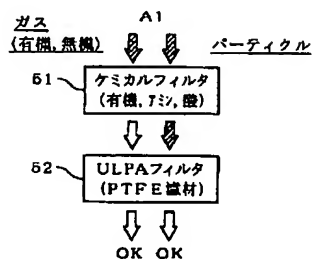 A1
ガス
(有機,無機)
パーティクル
51
ケミカルフィルタ
(有機,アミン,酸)
52
ULPAフィルタ
(PTFE濾材)
OK OK